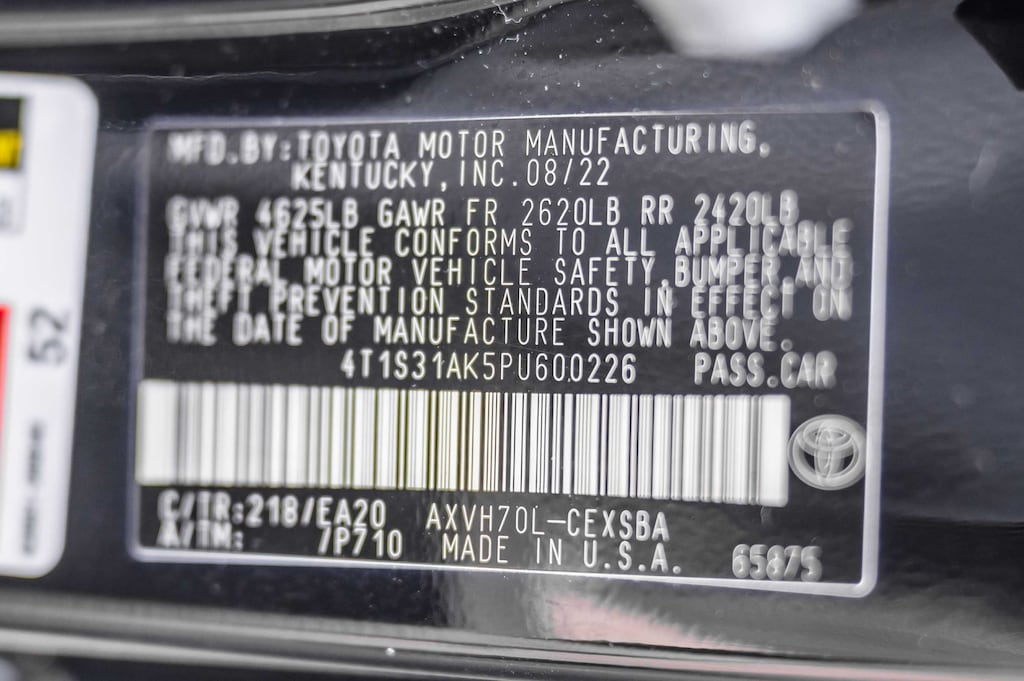 MFD.BY:TOYOTA MOTOR MANUFACTURING,
KENTUCKY, INC. 08/22
GVWR 4625LB GAWR FR 2620LB RR 2420LB
THIS VEHICLE CONFORMS TO ALL APPLICABLE
FEDERAL MOTOR VEHICLE SAFETY,BUMPER,AND
THEFT PREVENTION STANDARDS IN EFFECT ON
THE DATE OF MANUFACTURE SHOWN ABOVE.
4T1S31AK5PU600226 PASS.CAR
C/TR:218/EA20 AXVH70L-CEXSBA
A/TM: 7P710 MADE IN U.S.A. 65875
52